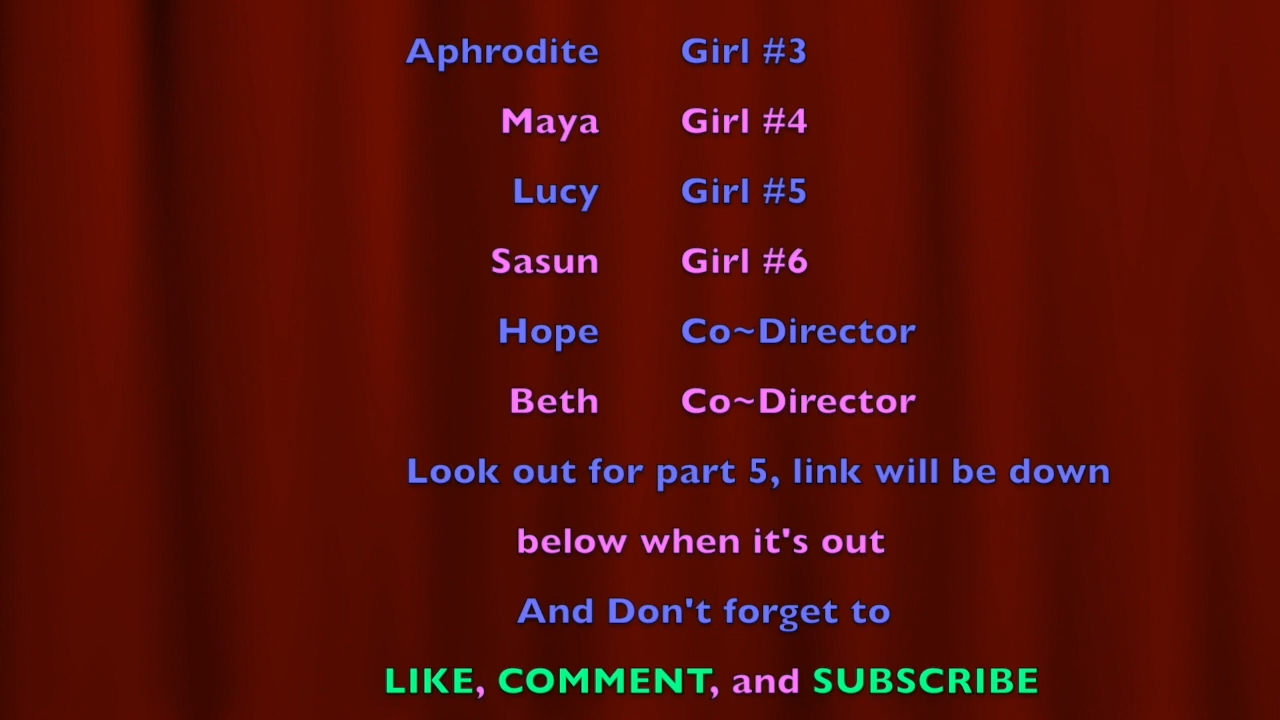 Aphrodite Girl #3
Maya Girl #4
Lucy Girl #5
Sasun Girl #6
Hope Co~Director
Beth Co~Director
Look out for part 5, link will be down
below when it's out
And Don't forget to
LIKE, COMMENT, and SUBSCRIBE